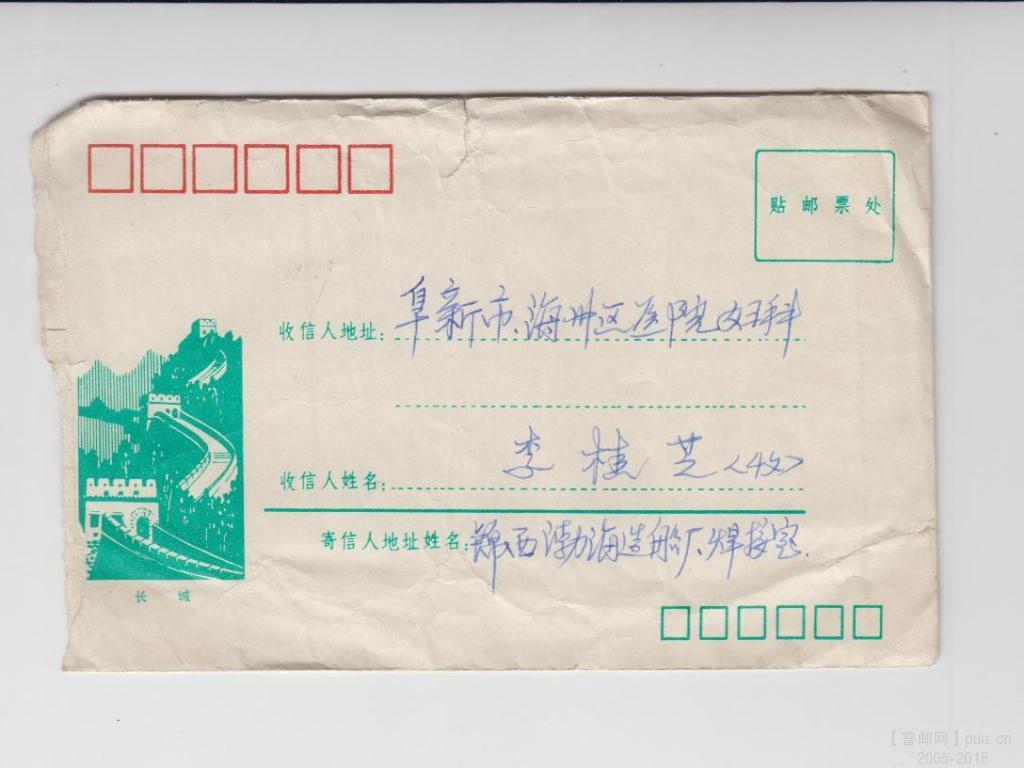 贴邮票处
收信人地址：阜新市、海州区医院妇科
收信人姓名：李桂芝<收>
寄信人地址姓名：锦西渤海造船厂、焊接室.
长 城
【普邮网】puu.cn
2005-2016